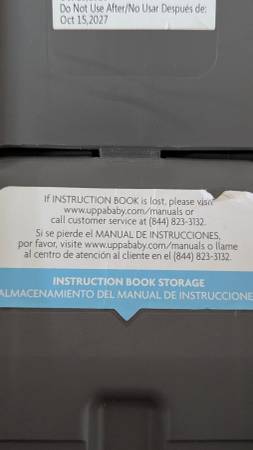 Do Not Use After/No Usar Después de:
Oct 15,2027
If INSTRUCTION BOOK is lost, please visit
www.uppababy.com/manuals or
call customer service at (844) 823-3132.
Si se pierde el MANUAL DE INSTRUCCIONES,
por favor, visite www.uppababy.com/manuals o llame
al centro de atención al cliente en el (844) 823-3132.
INSTRUCTION BOOK STORAGE
ALMACENAMIENTO DEL MANUAL DE INSTRUCCIONE